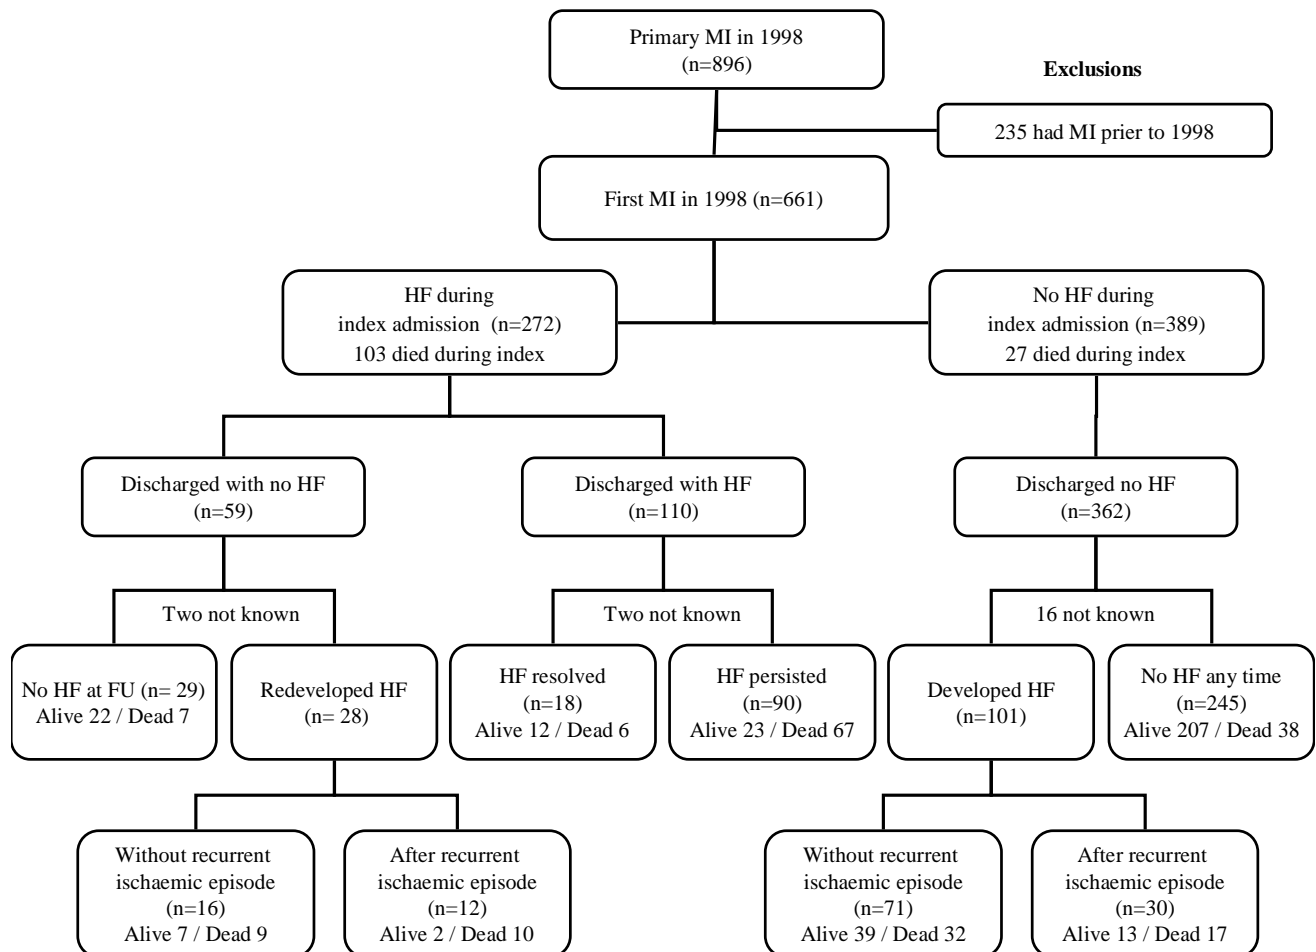 Primary MI in 1998
(n=896)
Exclusions
235 had MI prier to 1998
First MI in 1998 (n=661)
HF during
index admission (n=272)
103 died during index
No HF during
index admission (n=389)
27 died during index
Discharged with no HF
(n=59)
Discharged with HF
(n=110)
Discharged no HF
(n=362)
Two not known
Two not known
16 not known
No HF at FU (n= 29)
Alive 22 / Dead 7
Redeveloped HF
(n= 28)
HF resolved
(n=18)
Alive 12 / Dead 6
HF persisted
(n=90)
Alive 23 / Dead 67
Developed HF
(n=101)
No HF any time
(n=245)
Alive 207 / Dead 38
Without recurrent
ischaemic episode
(n=16)
Alive 7 / Dead 9
After recurrent
ischaemic episode
(n=12)
Alive 2 / Dead 10
Without recurrent
ischaemic episode
(n=71)
Alive 39 / Dead 32
After recurrent
ischaemic episode
(n=30)
Alive 13 / Dead 17